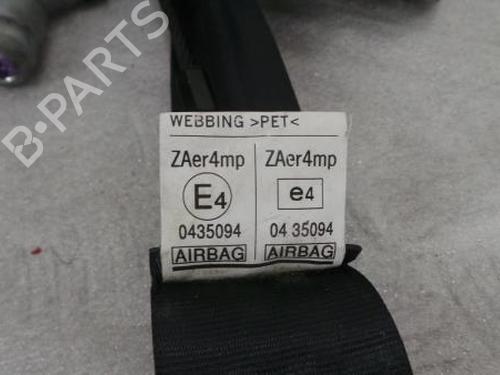 B-PARTS
WEBBING >PET<
ZAer4mp ZAer4mp
E4 e4
0435094 04 35094
AIRBAG AIRBAG